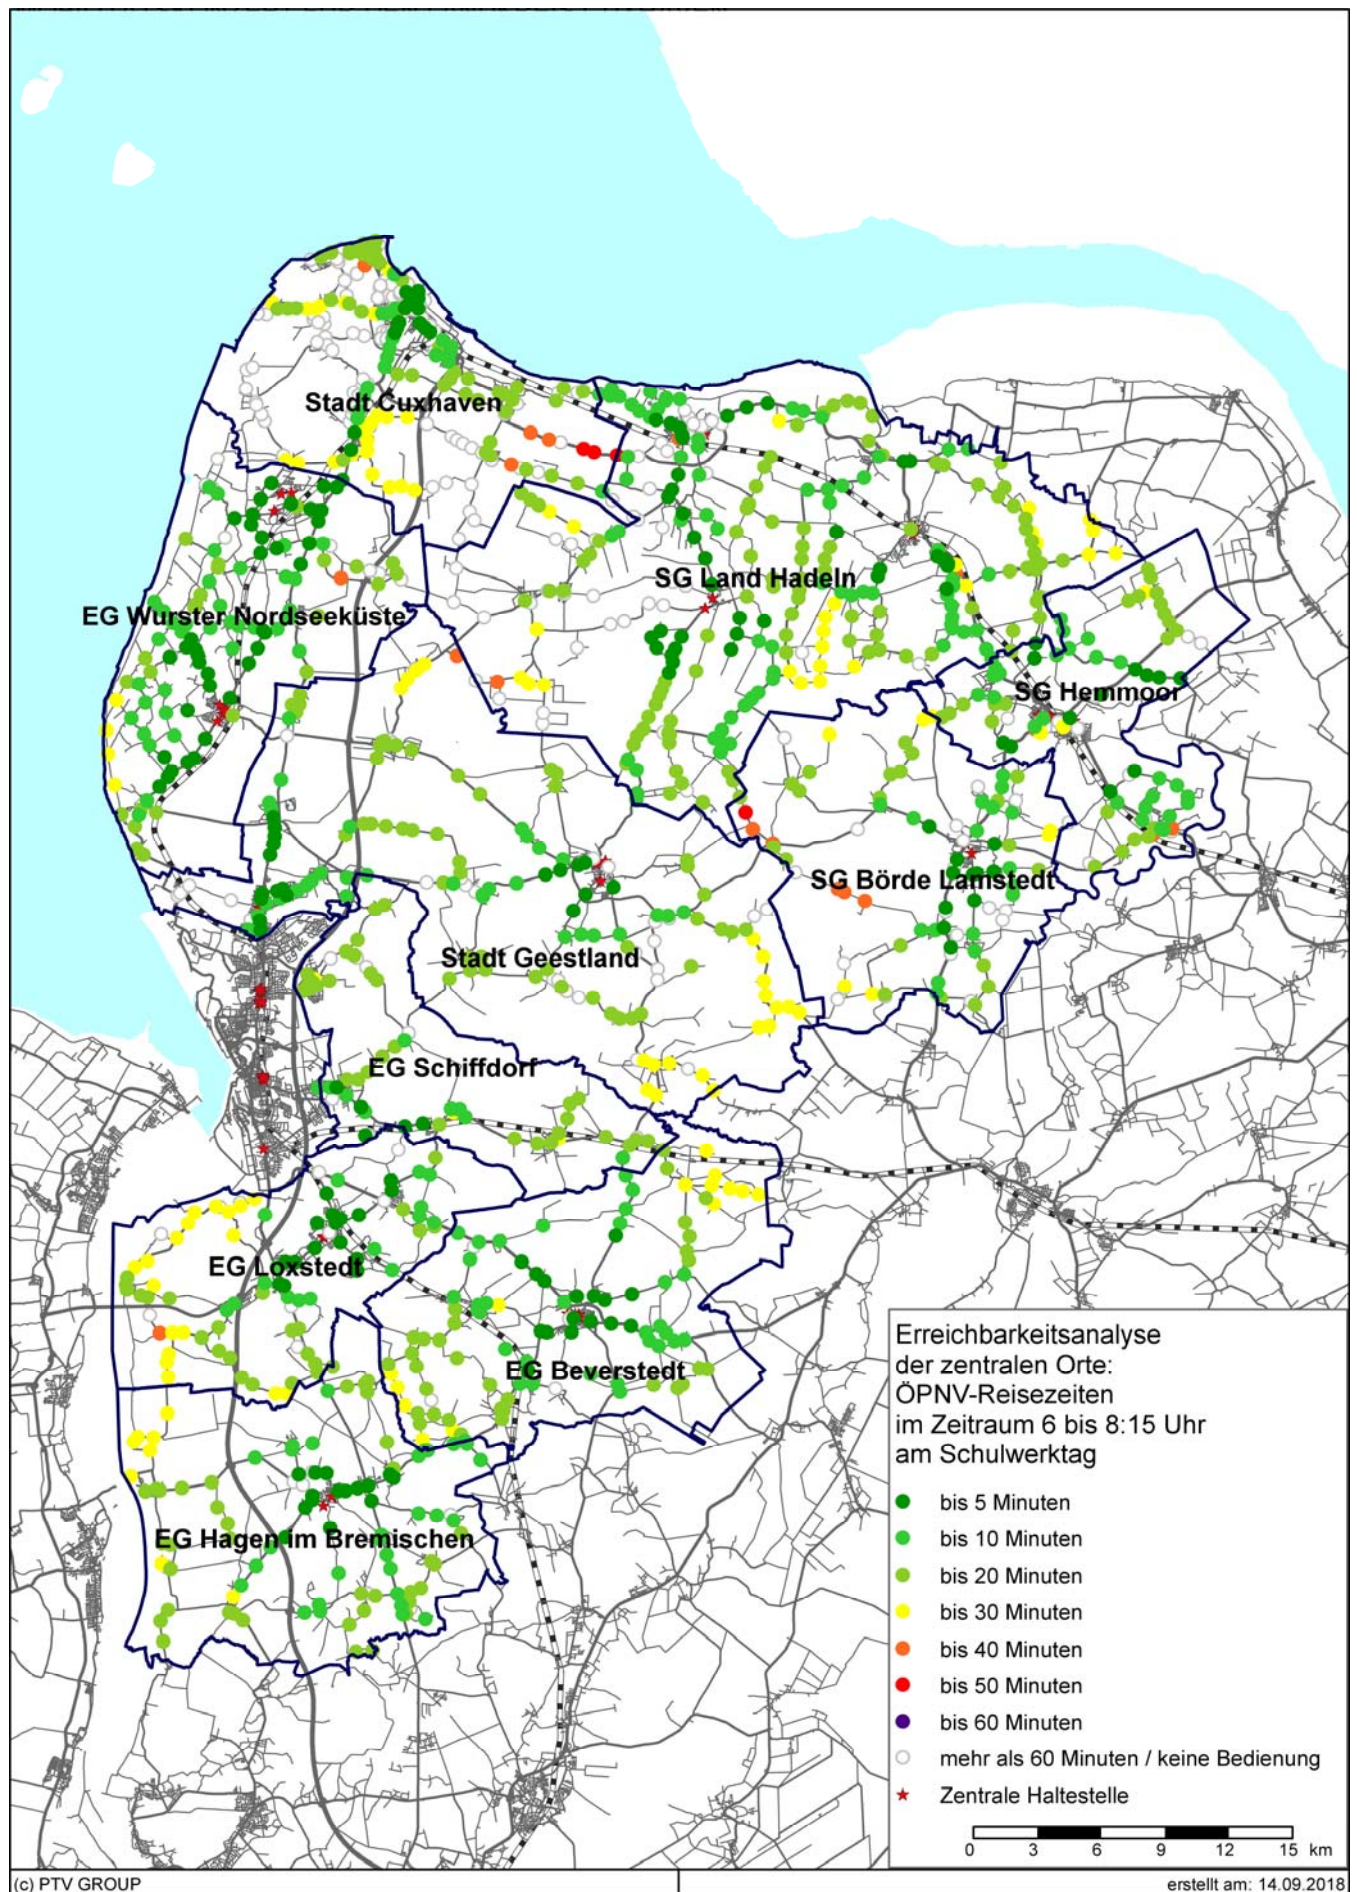 Stadt Cuxhaven
SG Land Hadeln
EG Wurster Nordseeküste
SG Hemmoor
SG Börde Lamstedt
Stadt Geestland
EG Schiffdorf
EG Loxstedt
EG Beverstedt
EG Hagen im Bremischen
Erreichbarkeitsanalyse
der zentralen Orte:
ÖPNV-Reisezeiten
im Zeitraum 6 bis 8:15 Uhr
am Schulwerktag
bis 5 Minuten
bis 10 Minuten
bis 20 Minuten
bis 30 Minuten
bis 40 Minuten
bis 50 Minuten
bis 60 Minuten
mehr als 60 Minuten / keine Bedienung
Zentrale Haltestelle
0 3 6 9 12 15 km
(c) PTV GROUP
erstellt am: 14.09.2018